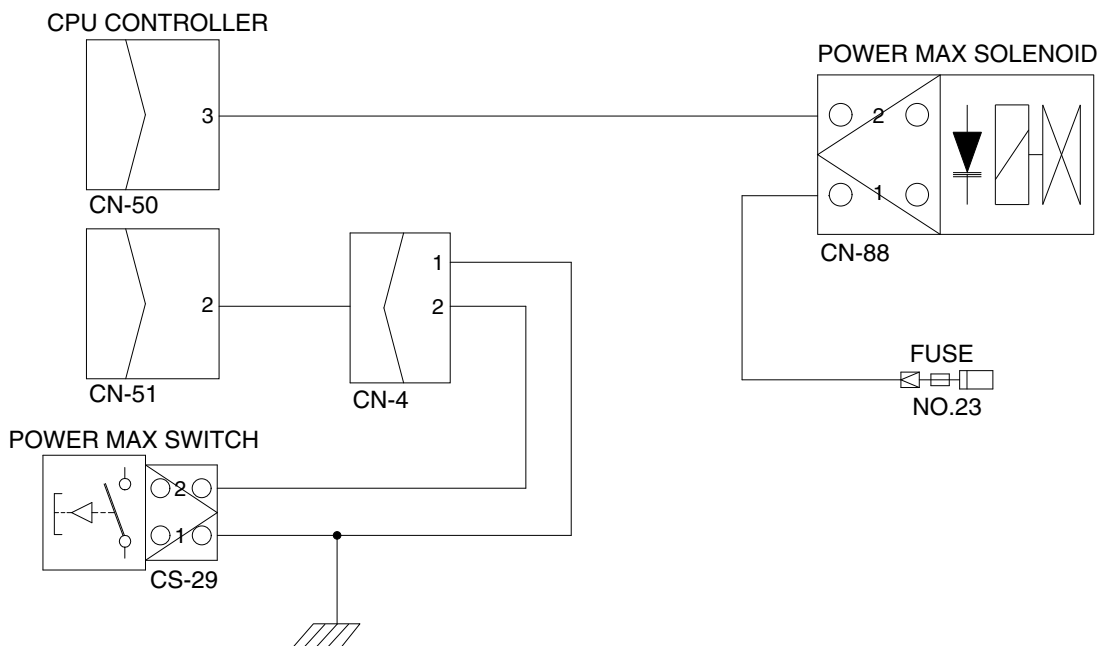 CPU CONTROLLER
3
CN-50
POWER MAX SOLENOID
2
1
CN-88
2
CN-51
1
2
CN-4
FUSE
NO.23
POWER MAX SWITCH
2
1
CS-29